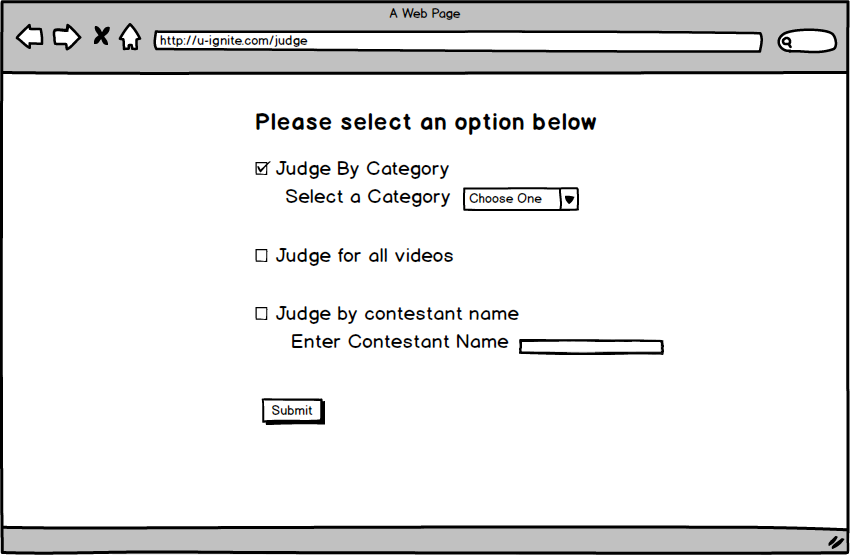 A Web Page
http://u-ignite.com/judge
Please select an option below
Judge By Category
Select a Category Choose One
Judge for all videos
Judge by contestant name
Enter Contestant Name
Submit